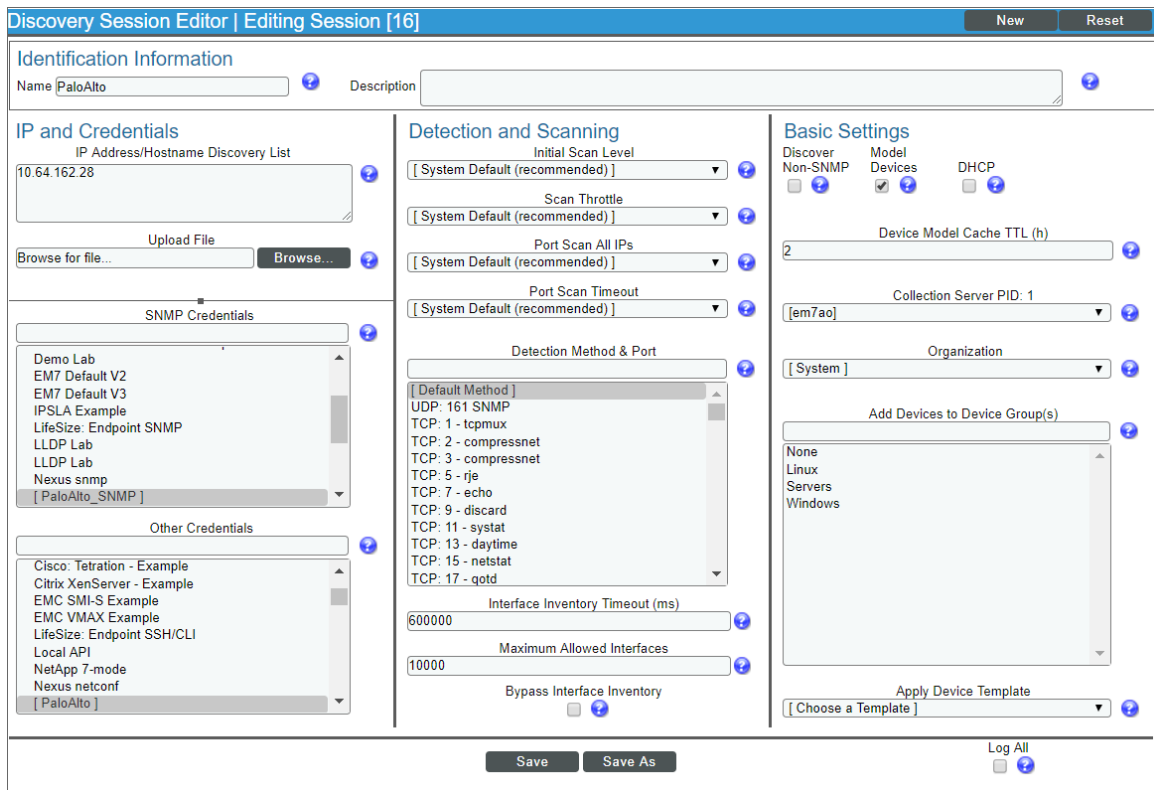 Discovery Session Editor | Editing Session [16]
New
Reset
Identification Information
Name PaloAlto
Description
IP and Credentials
IP Address/Hostname Discovery List
10.64.162.28
Upload File
Browse for file...
Browse...
SNMP Credentials
Demo Lab
EM7 Default V2
EM7 Default V3
IPSLA Example
LifeSize: Endpoint SNMP
LLDP Lab
LLDP Lab
Nexus snmp
[ PaloAlto_SNMP ]
Other Credentials
Cisco: Tetration - Example
Citrix XenServer - Example
EMC SMI-S Example
EMC VMAX Example
LifeSize: Endpoint SSH/CLI
Local API
NetApp 7-mode
Nexus netconf
[ PaloAlto ]
Detection and Scanning
Initial Scan Level
[ System Default (recommended) ]
Scan Throttle
[ System Default (recommended) ]
Port Scan All IPs
[ System Default (recommended) ]
Port Scan Timeout
[ System Default (recommended) ]
Detection Method & Port
[ Default Method ]
UDP: 161 SNMP
TCP: 1 - tcpmux
TCP: 2 - compressnet
TCP: 3 - compressnet
TCP: 5 - rje
TCP: 7 - echo
TCP: 9 - discard
TCP: 11 - systat
TCP: 13 - daytime
TCP: 15 - netstat
TCP: 17 - qotd
Interface Inventory Timeout (ms)
600000
Maximum Allowed Interfaces
10000
Bypass Interface Inventory
Basic Settings
Discover
Non-SNMP
Model
Devices
DHCP
Device Model Cache TTL (h)
2
Collection Server PID: 1
[em7ao]
Organization
[ System ]
Add Devices to Device Group(s)
None
Linux
Servers
Windows
Apply Device Template
[ Choose a Template ]
Save
Save As
Log All